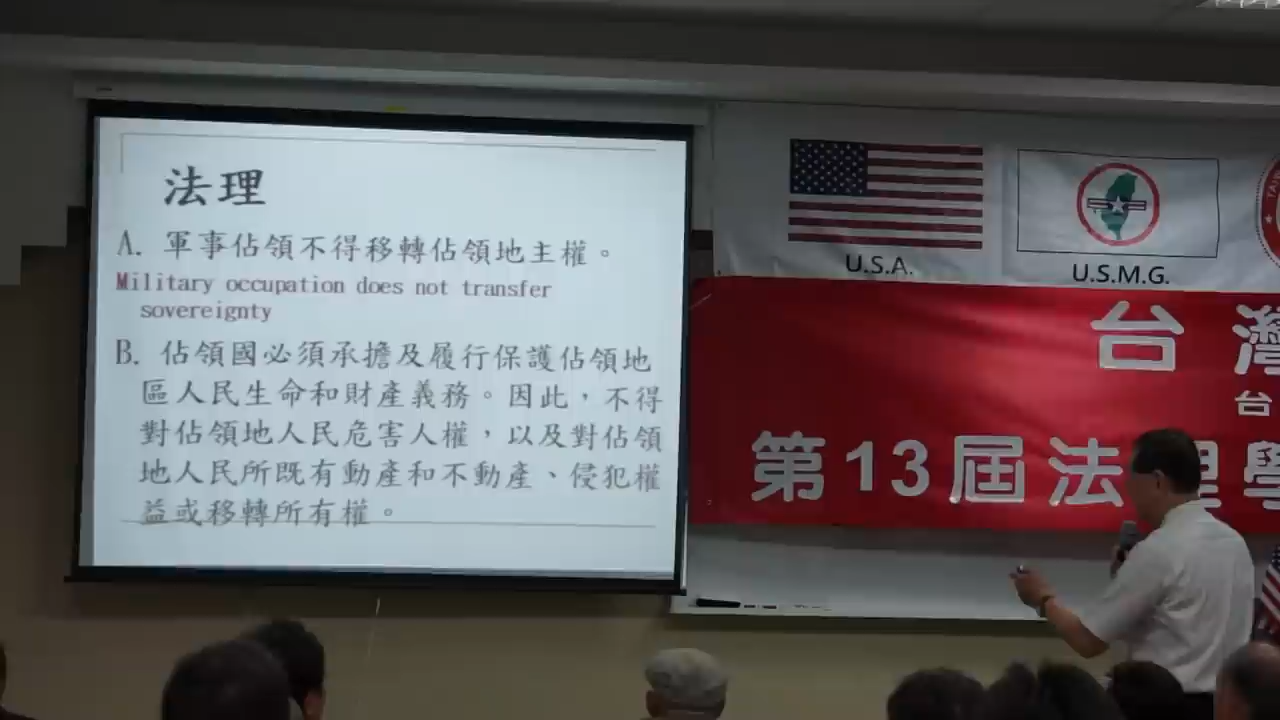 法理
A. 軍事佔領不得移轉佔領地主權。
Military occupation does not transfer
sovereignty
B. 佔領國必須承擔及履行保護佔領地
區人民生命和財產義務。因此，不得
對佔領地人民危害人權，以及對佔領
地人民所既有動產和不動產、侵犯權
益或移轉所有權。
U.S.A.
U.S.M.G.
台灣
台
第13屆法理學